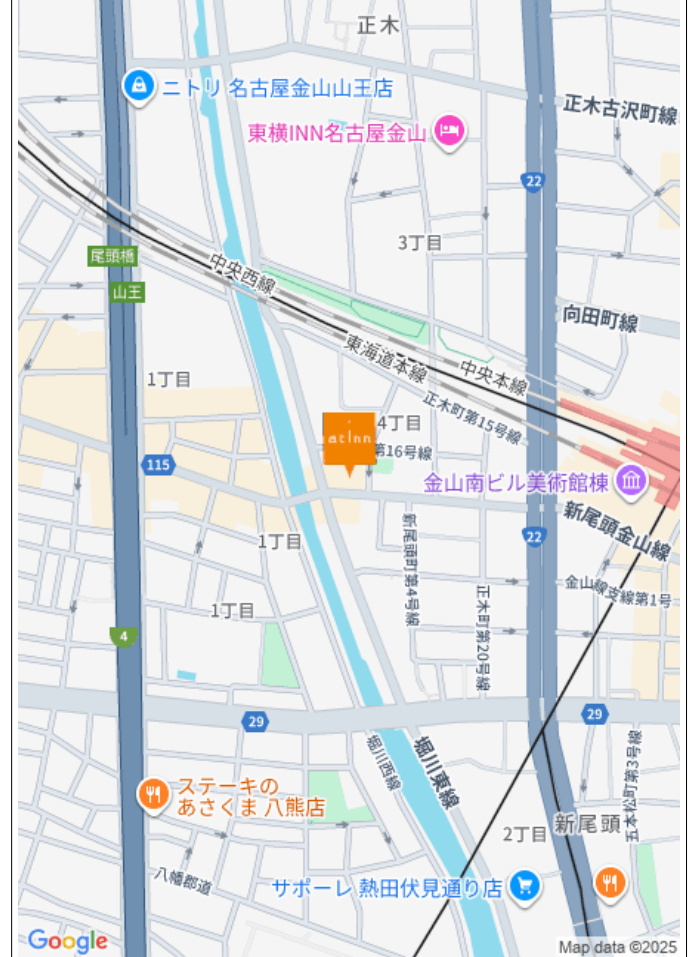 正木
ニトリ 名古屋金山山王店
正木古沢町線
東横INN名古屋金山
22
3丁目
尾頭橋
中央西線
山王
向田町線
東海道本線
中央本線
1丁目
正木町第15号線
4丁目
atinn
第16号線
115
金山南ビル美術館棟
新尾頭金山線
新尾頭町第4号線
22
1丁目
金山線支線第1号
正木町第20号線
1丁目
4
29
29
堀川西線
堀川東線
五本松町第3号線
ステーキの
あさくま 八熊店
新尾頭
2丁目
八幡郡道
サポーレ 熱田伏見通り店
Google
Map data ©2025